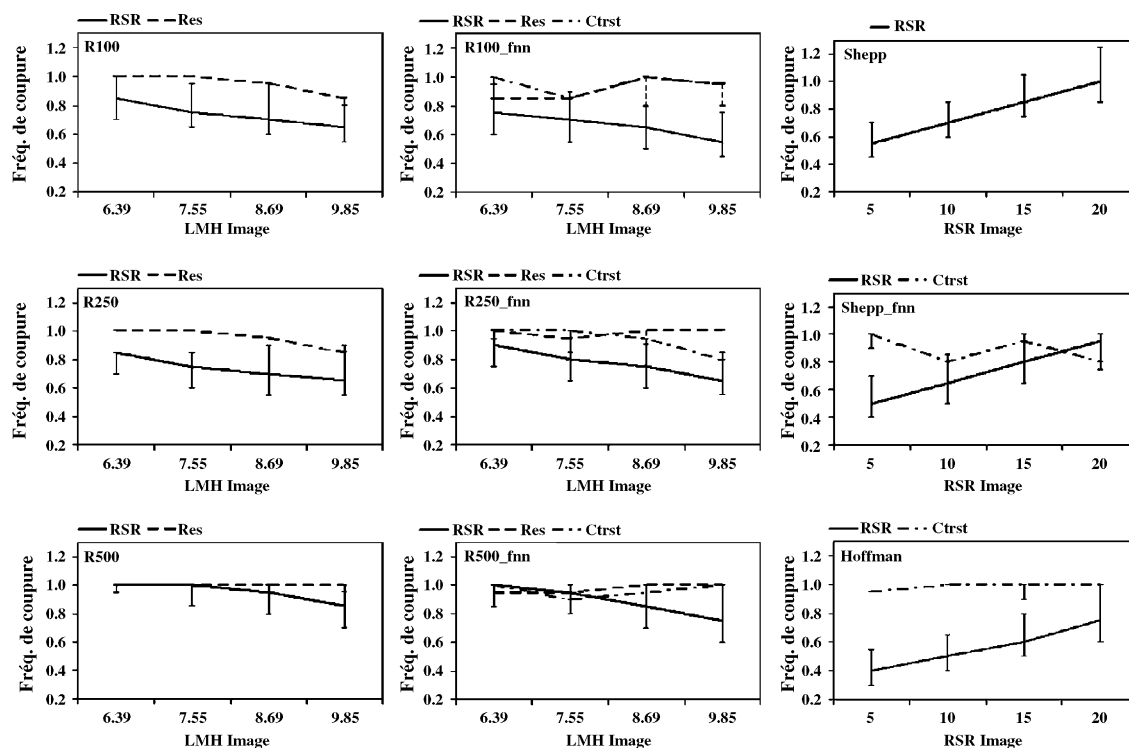 RSR Res
R100
Fréq. de coupure
1.2
1.0
0.8
0.6
0.4
0.2
6.39 7.55 8.69 9.85
LMH Image
RSR Res Ctrst
R100_fnn
Fréq. de coupure
1.2
1.0
0.8
0.6
0.4
0.2
6.39 7.55 8.69 9.85
LMH Image
RSR
Shepp
Fréq. de coupure
1.2
1.0
0.8
0.6
0.4
0.2
5 10 15 20
RSR Image
RSR Res
R250
Fréq. de coupure
1.2
1.0
0.8
0.6
0.4
0.2
6.39 7.55 8.69 9.85
LMH Image
RSR Res Ctrst
R250_fnn
Fréq. de coupure
1.2
1.0
0.8
0.6
0.4
0.2
6.39 7.55 8.69 9.85
LMH Image
RSR Ctrst
Shepp_fnn
Fréq. de coupure
1.2
1.0
0.8
0.6
0.4
0.2
5 10 15 20
RSR Image
RSR Res
R500
Fréq. de coupure
1.2
1.0
0.8
0.6
0.4
0.2
6.39 7.55 8.69 9.85
LMH Image
RSR Res Ctrst
R500_fnn
Fréq. de coupure
1.2
1.0
0.8
0.6
0.4
0.2
6.39 7.55 8.69 9.85
LMH Image
RSR Ctrst
Hoffman
Fréq. de coupure
1.2
1.0
0.8
0.6
0.4
0.2
5 10 15 20
RSR Image